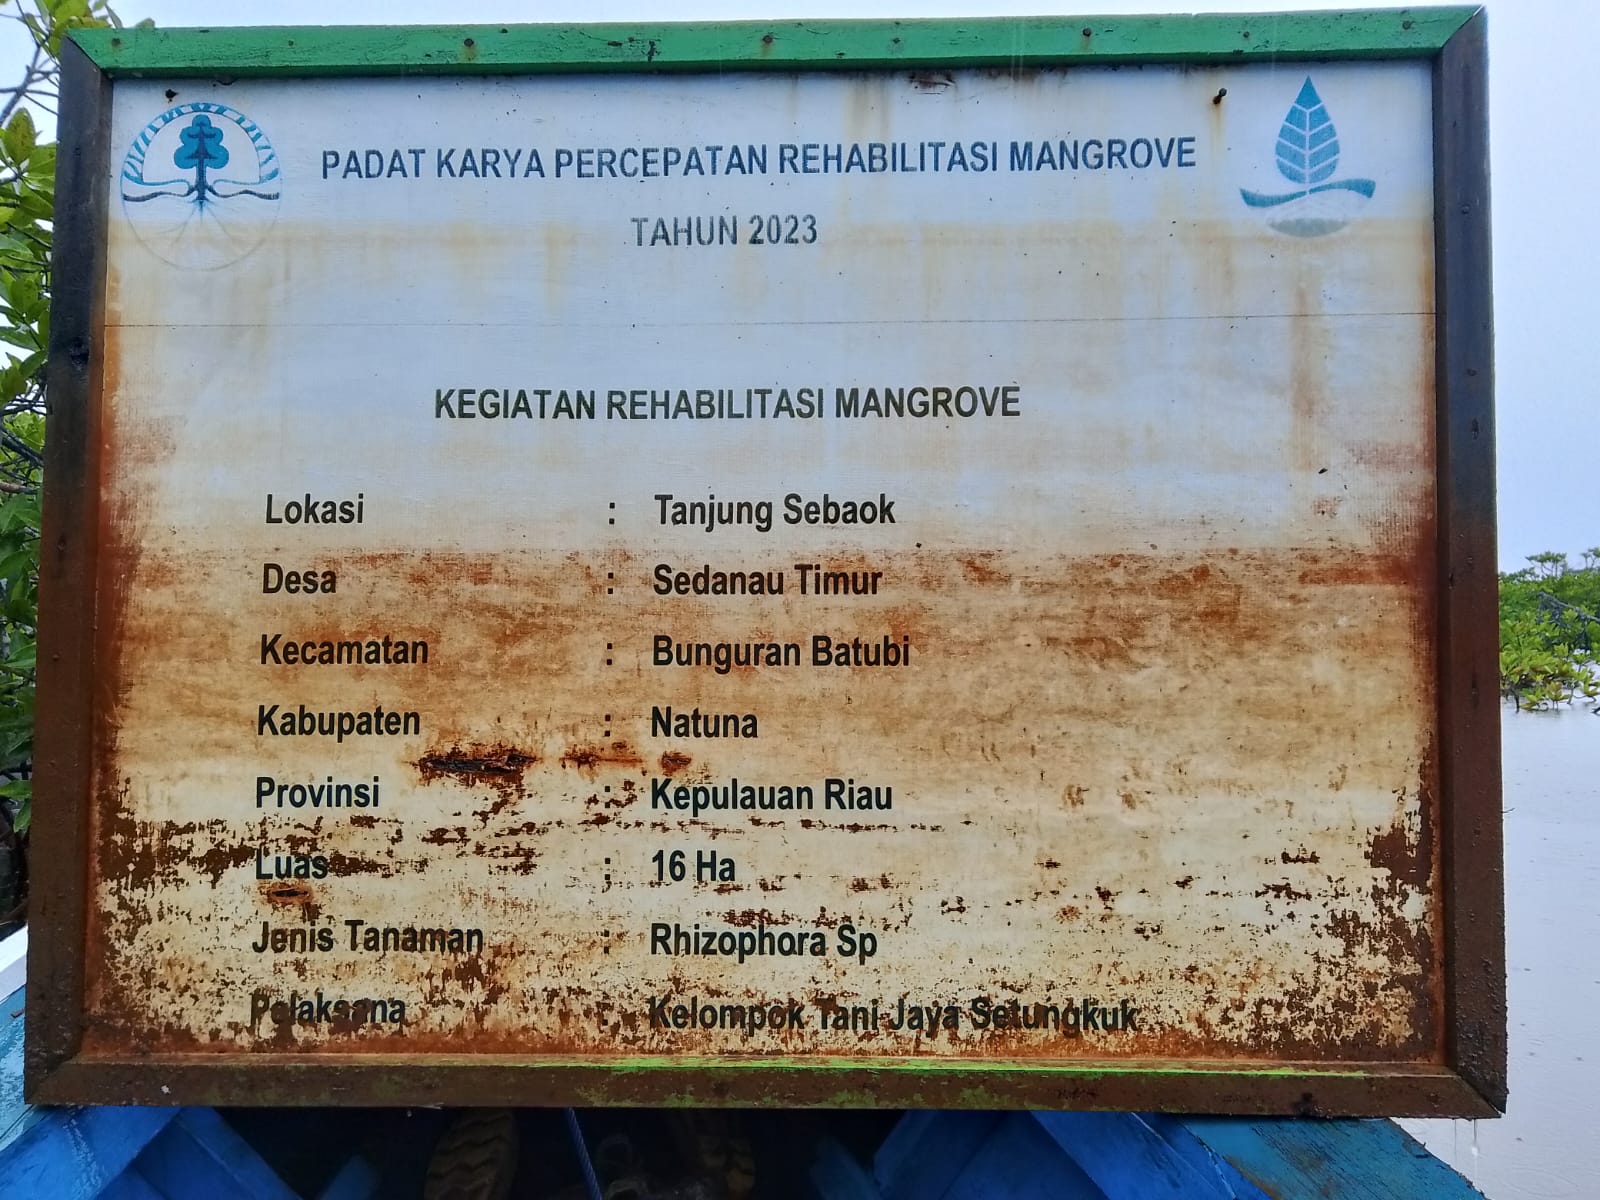 PADAT KARYA PERCEPATAN REHABILITASI MANGROVE
TAHUN 2023
KEGIATAN REHABILITASI MANGROVE
Lokasi : Tanjung Sebaok
Desa : Sedanau Timur
Kecamatan : Bunguran Batubi
Kabupaten : Natuna
Provinsi : Kepulauan Riau
Luas : 16 Ha
Jenis Tanaman : Rhizophora Sp
Pelaksana : Kelompok Tani Jaya Setungkuk